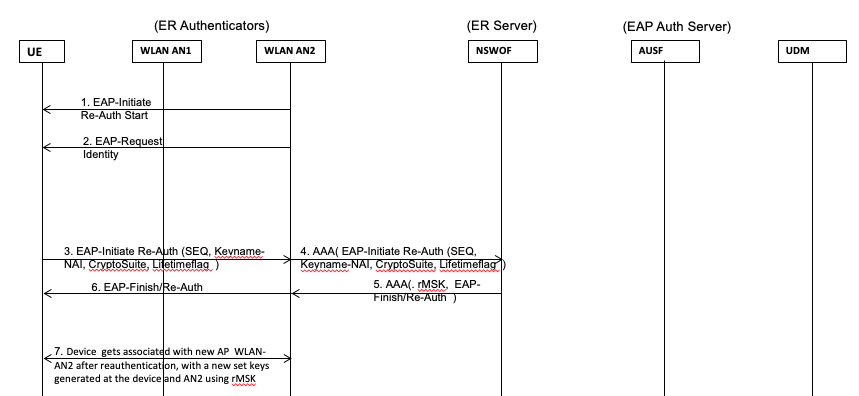 (ER Authenticators)
(ER Server)
(EAP Auth Server)
UE
WLAN AN1
WLAN AN2
NSWOF
AUSF
UDM
1. EAP-Initiate
Re-Auth Start
2. EAP-Request
Identity
3. EAP-Initiate Re-Auth (SEQ, Keyname-
NAI, CryptoSuite, Lifetimeflag )
4. AAA( EAP-Initiate Re-Auth (SEQ,
Keyname-NAI, CryptoSuite, Lifetimeflag )
5. AAA(. rMSK, EAP-
Finish/Re-Auth )
6. EAP-Finish/Re-Auth
7. Device gets associated with new AP WLAN-
AN2 after reauthentication, with a new set keys
generated at the device and AN2 using rMSK